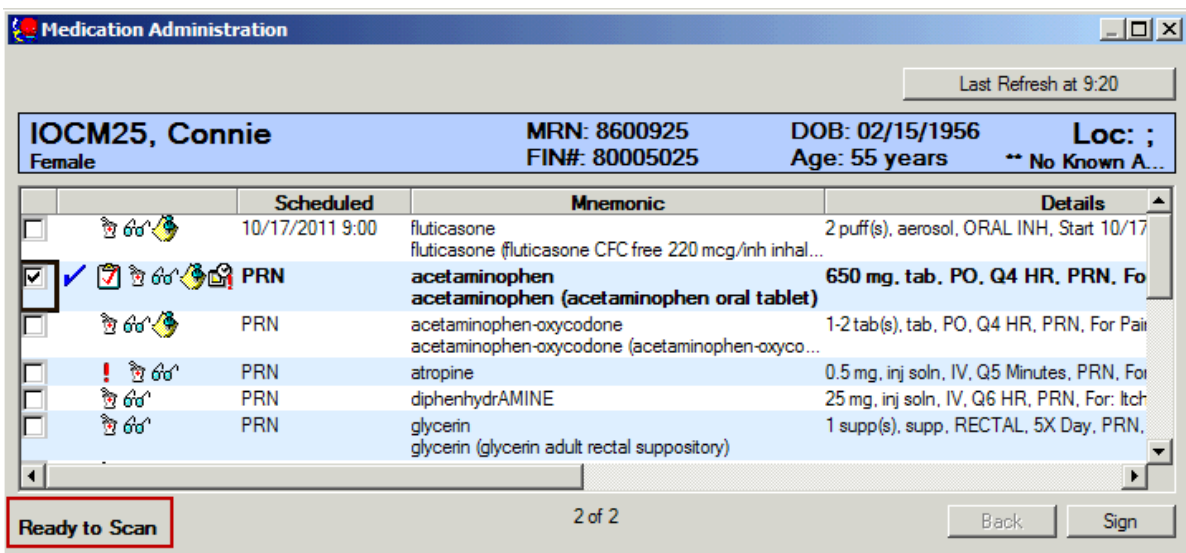 Medication Administration
Last Refresh at 9:20
IOCM25, Connie MRN: 8600925 DOB: 02/15/1956 Loc: ;
Female FIN#: 80005025 Age: 55 years ** No Known A...
Scheduled Mnemonic Details
10/17/2011 9:00 fluticasone 2 puff(s), aerosol, ORAL INH, Start 10/17
fluticasone (fluticasone CFC free 220 mcg/inh inhal...
PRN acetaminophen 650 mg, tab, PO, Q4 HR, PRN, Fo
acetaminophen (acetaminophen oral tablet)
PRN acetaminophen-oxycodone 1-2 tab(s), tab, PO, Q4 HR, PRN, For Pai
acetaminophen-oxycodone (acetaminophen-oxyco...
PRN atropine 0.5 mg, inj soln, IV, Q5 Minutes, PRN, For
PRN diphenhydrAMINE 25 mg, inj soln, IV, Q6 HR, PRN, For: Itch
PRN glycerin 1 supp(s), supp, RECTAL, 5X Day, PRN,
glycerin (glycerin adult rectal suppository)
Ready to Scan 2 of 2 Back Sign